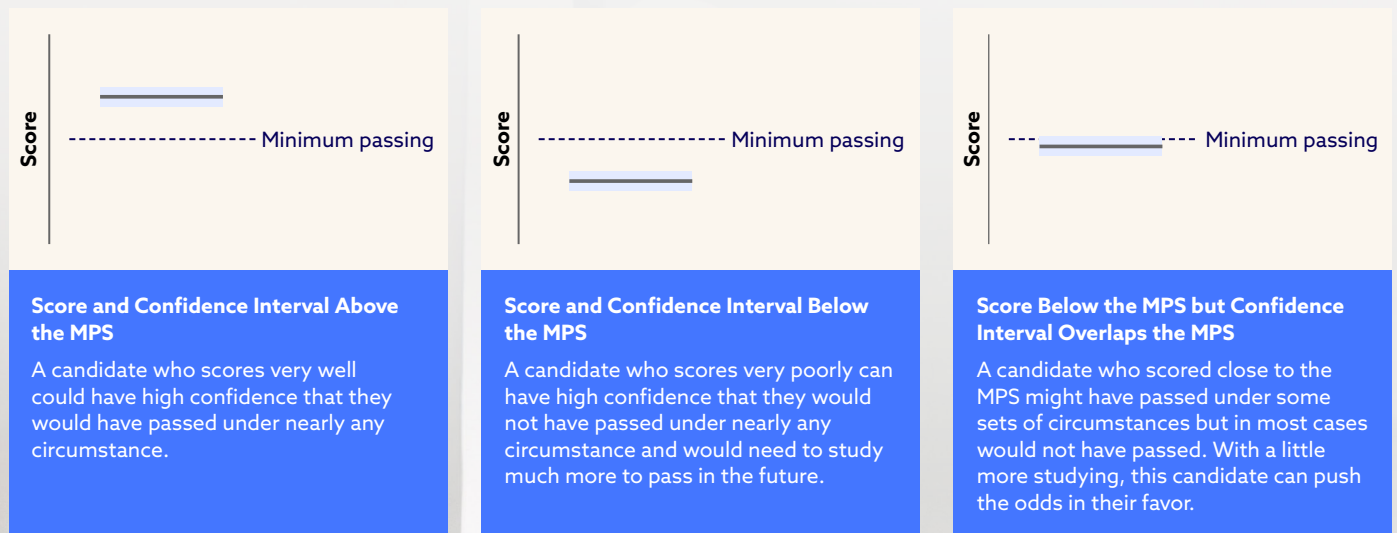 Score
Minimum passing
Score and Confidence Interval Above
the MPS
A candidate who scores very well
could have high confidence that they
would have passed under nearly any
circumstance.
Score
Minimum passing
Score and Confidence Interval Below
the MPS
A candidate who scores very poorly can
have high confidence that they would
not have passed under nearly any
circumstance and would need to study
much more to pass in the future.
Score
Minimum passing
Score Below the MPS but Confidence
Interval Overlaps the MPS
A candidate who scored close to the
MPS might have passed under some
sets of circumstances but in most cases
would not have passed. With a little
more studying, this candidate can push
the odds in their favor.